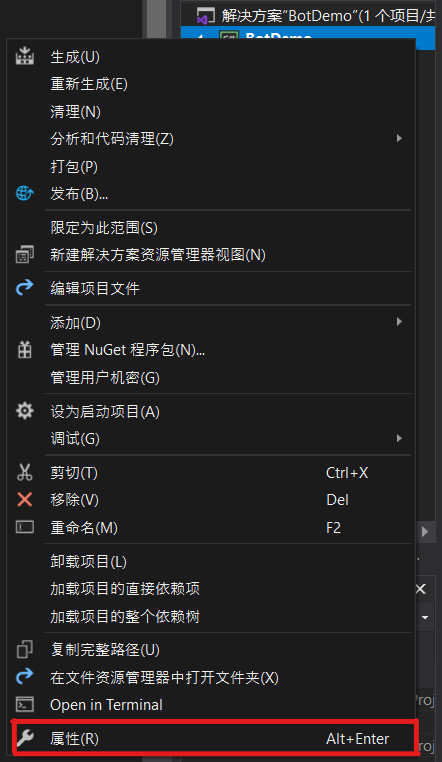 解决方案“BotDemo”(1 个项目/共
BotDemo
生成(U)
重新生成(E)
清理(N)
分析和代码清理(Z)
打包(P)
发布(B)...
限定为此范围(S)
新建解决方案资源管理器视图(N)
编辑项目文件
添加(D)
管理 NuGet 程序包(N)...
管理用户机密(G)
设为启动项目(A)
调试(G)
剪切(T) Ctrl+X
移除(V) Del
重命名(M) F2
卸载项目(L)
加载项目的直接依赖项
加载项目的整个依赖树
复制完整路径(U)
在文件资源管理器中打开文件夹(X)
Open in Terminal
Proj
属性(R) Alt+Enter
Proj